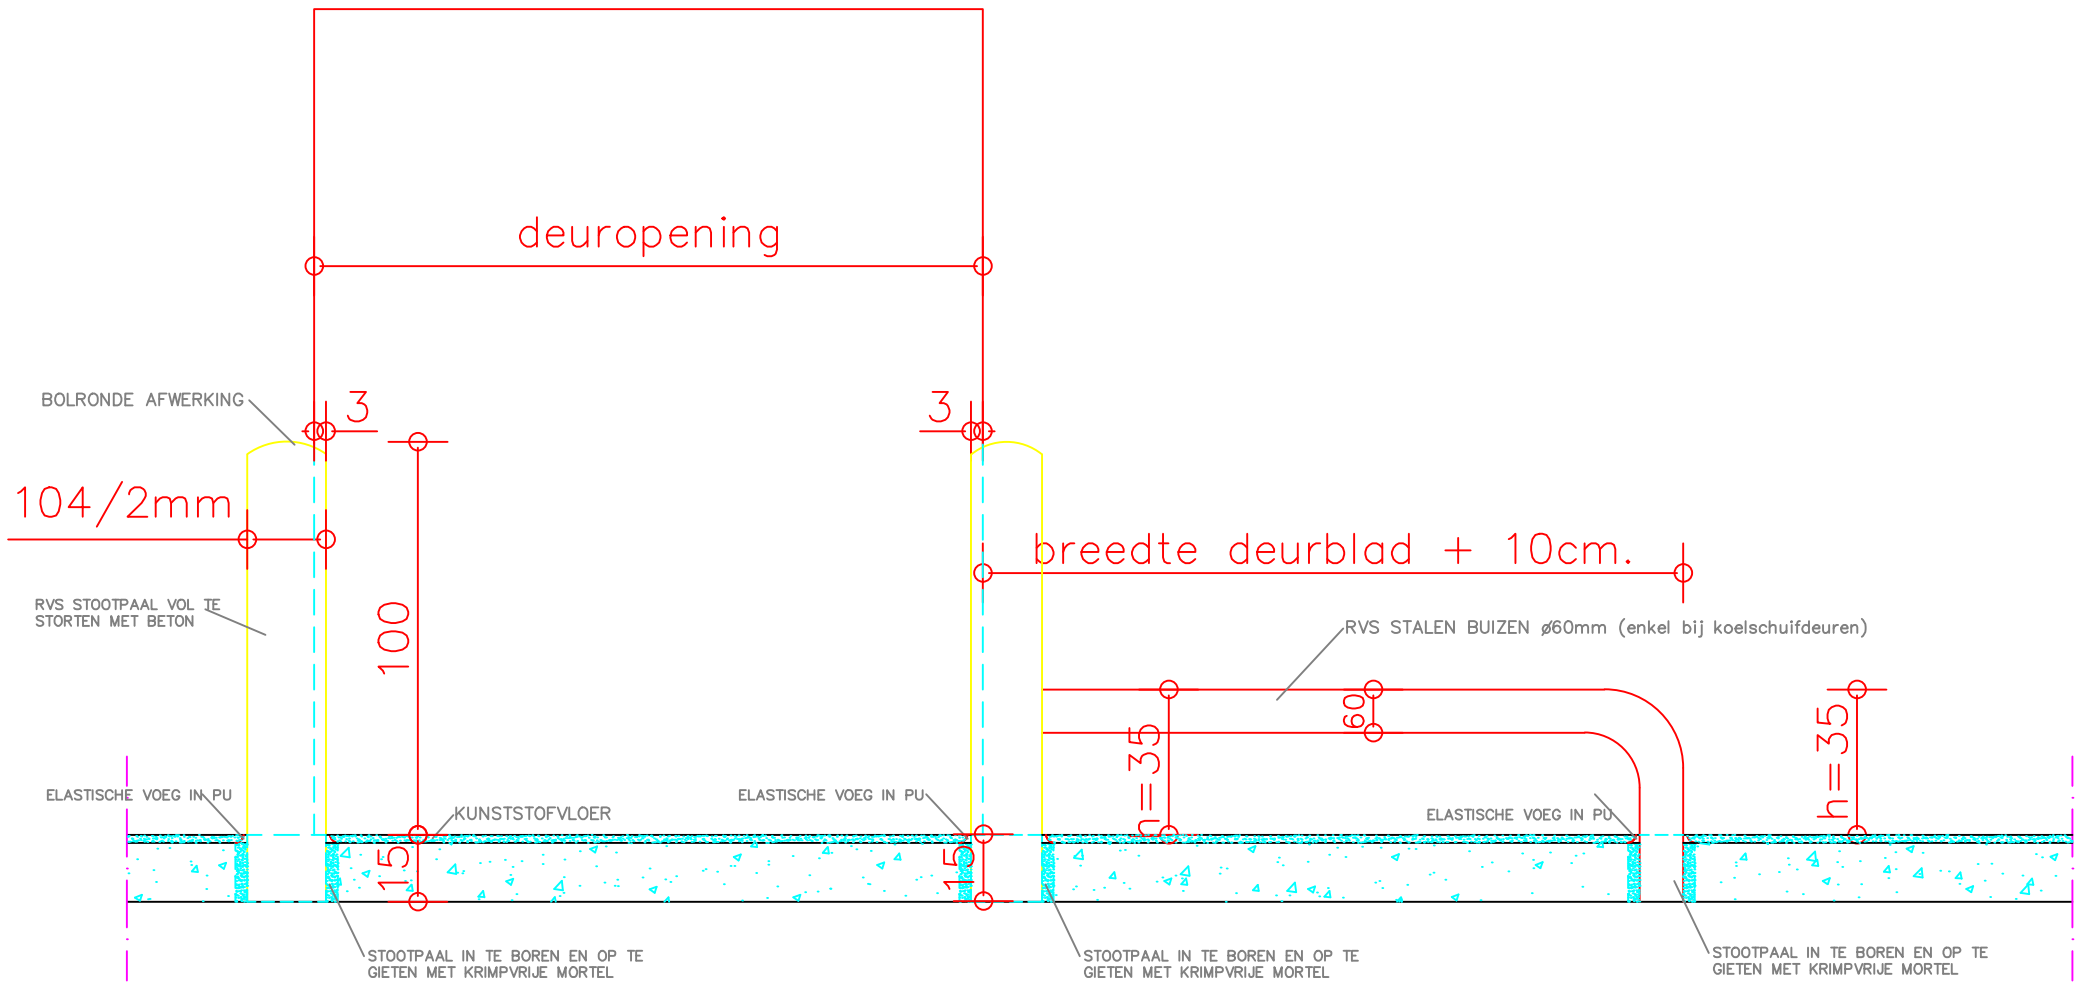 deuropening
BOLRONDE AFWERKING
3
3
104/2mm
breedte deurblad + 10cm.
RVS STOOTPAAL VOL TE
STORTEN MET BETON
100
RVS STALEN BUIZEN ø60mm (enkel bij koelschuifdeuren)
60
h=35
h=35
ELASTISCHE VOEG IN PU
KUNSTSTOFVLOER
ELASTISCHE VOEG IN PU
ELASTISCHE VOEG IN PU
15
15
STOOTPAAL IN TE BOREN EN OP TE
GIETEN MET KRIMPVRIJE MORTEL
STOOTPAAL IN TE BOREN EN OP TE
GIETEN MET KRIMPVRIJE MORTEL
STOOTPAAL IN TE BOREN EN OP TE
GIETEN MET KRIMPVRIJE MORTEL